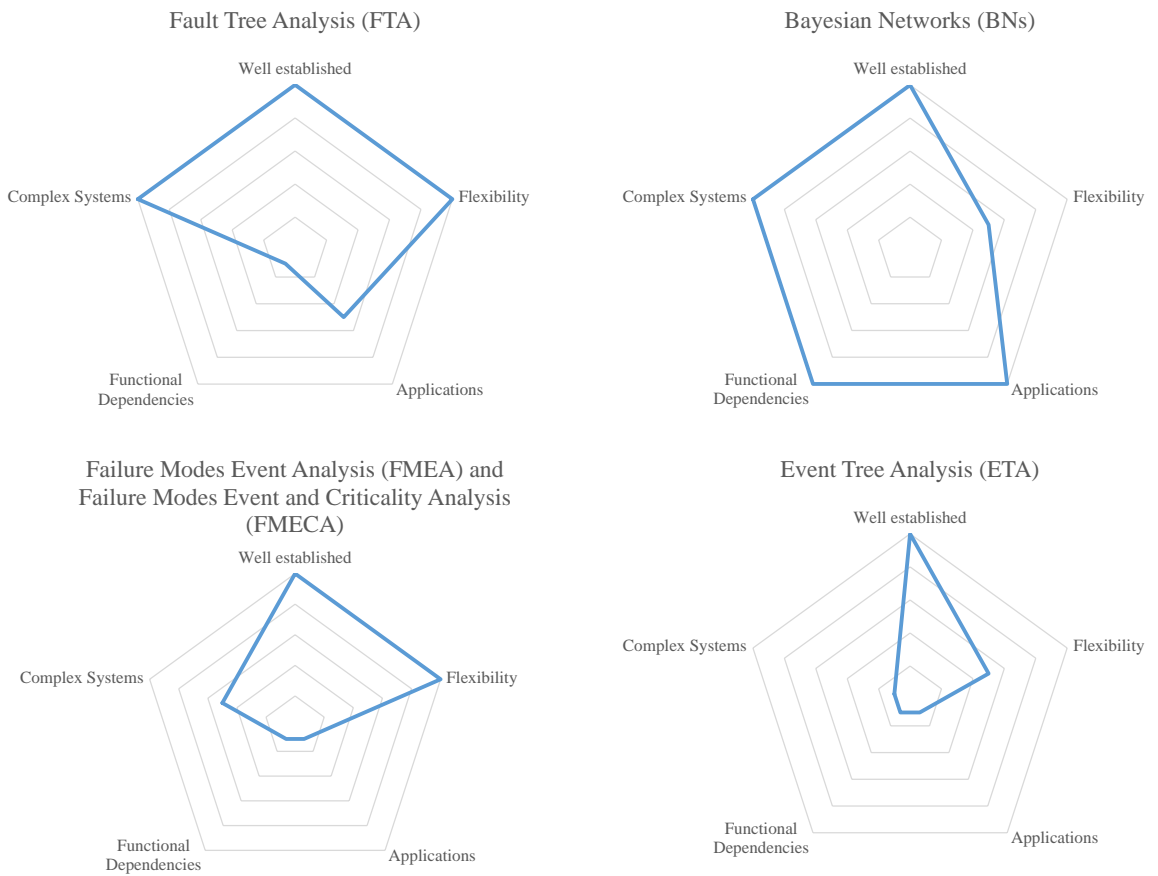 Fault Tree Analysis (FTA)
Well established
Complex Systems
Flexibility
Functional
Dependencies
Applications
Bayesian Networks (BNs)
Well established
Complex Systems
Flexibility
Functional
Dependencies
Applications
Failure Modes Event Analysis (FMEA) and
Failure Modes Event and Criticality Analysis
(FMECA)
Well established
Complex Systems
Flexibility
Functional
Dependencies
Applications
Event Tree Analysis (ETA)
Well established
Complex Systems
Flexibility
Functional
Dependencies
Applications